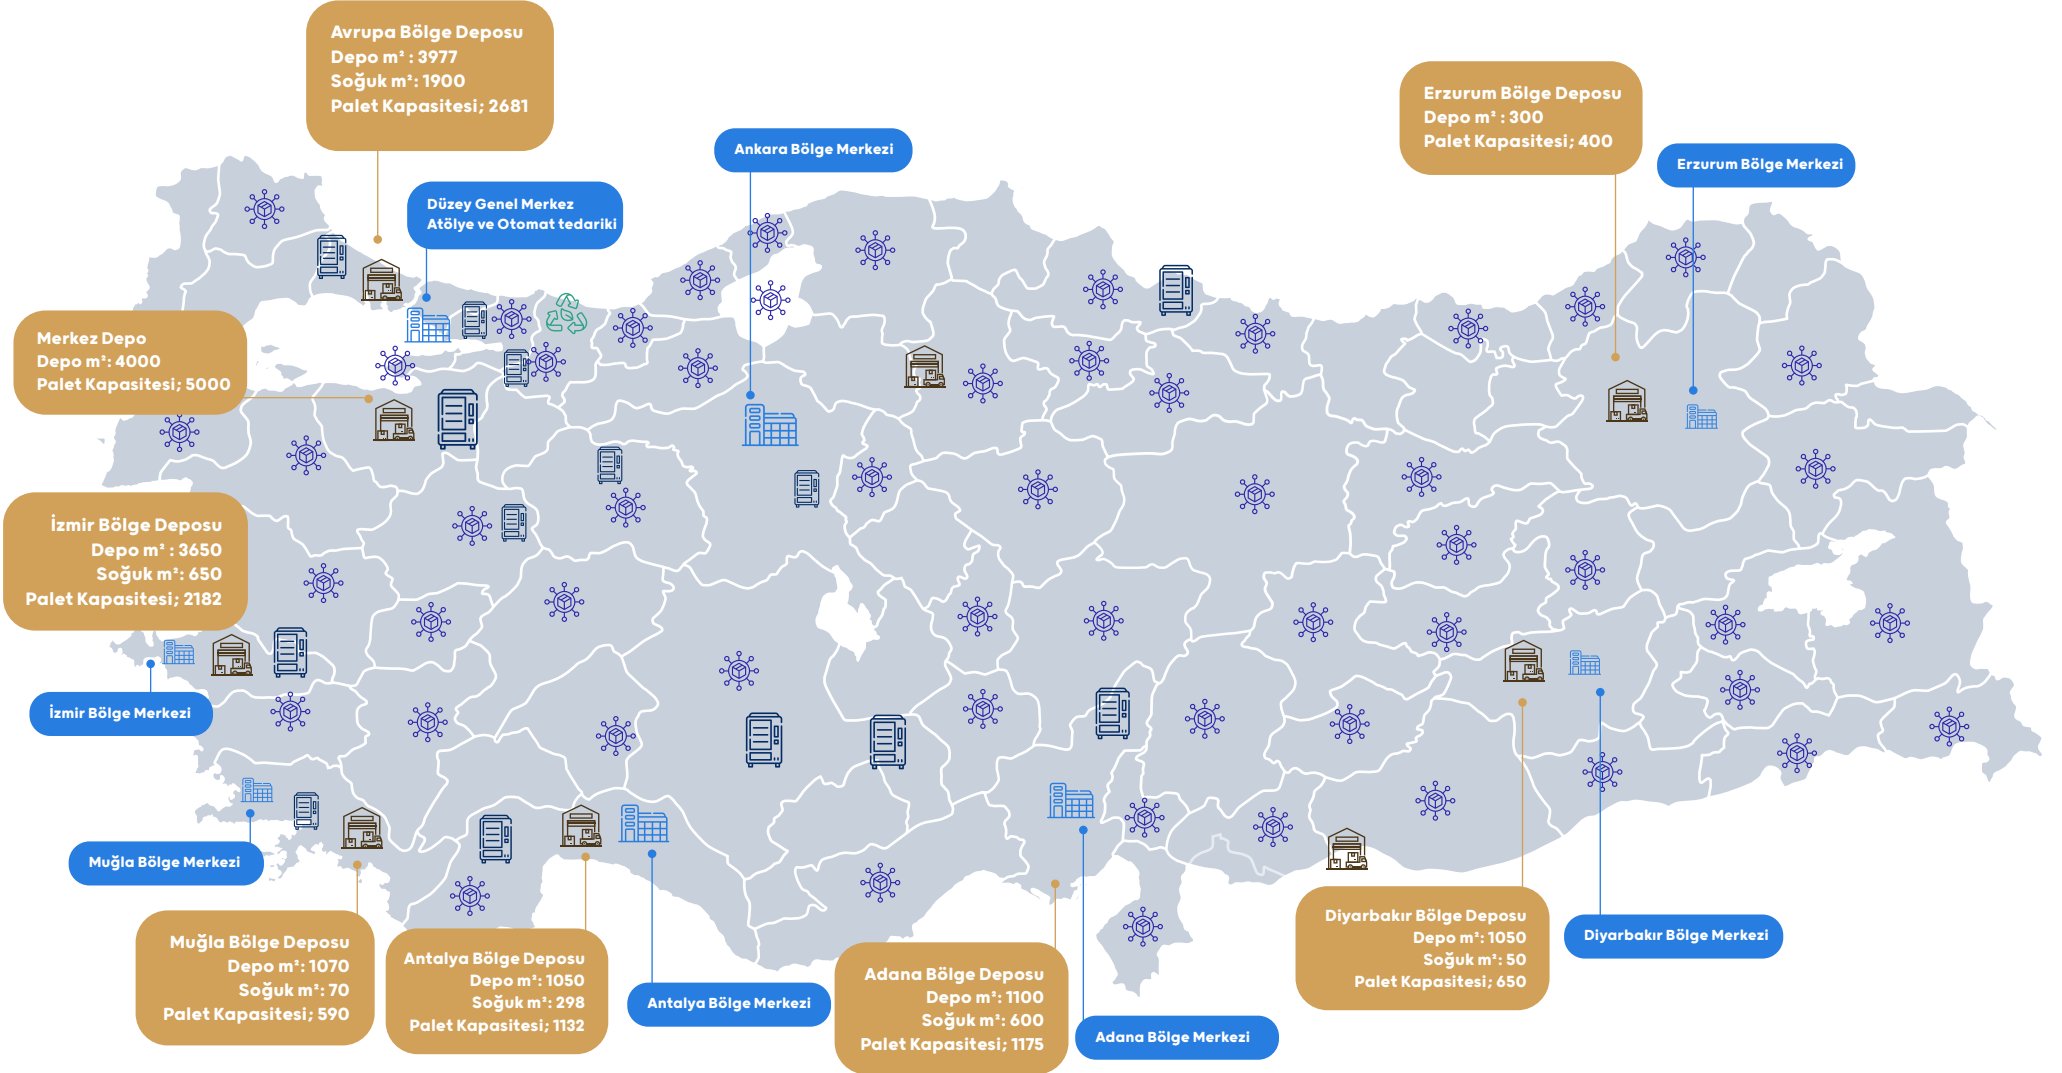 Avrupa Bölge Deposu
Depo m² : 3977
Soğuk m²: 1900
Palet Kapasitesi; 2681
Erzurum Bölge Deposu
Depo m² : 300
Palet Kapasitesi; 400
Ankara Bölge Merkezi
Erzurum Bölge Merkezi
Düzey Genel Merkez
Atölye ve Otomat tedariki
Merkez Depo
Depo m²: 4000
Palet Kapasitesi; 5000
İzmir Bölge Deposu
Depo m² : 3650
Soğuk m²: 650
Palet Kapasitesi; 2182
İzmir Bölge Merkezi
Muğla Bölge Merkezi
Muğla Bölge Deposu
Depo m²: 1070
Soğuk m²: 70
Palet Kapasitesi; 590
Antalya Bölge Deposu
Depo m²: 1050
Soğuk m²: 298
Palet Kapasitesi; 1132
Antalya Bölge Merkezi
Adana Bölge Deposu
Depo m²: 1100
Soğuk m²: 600
Palet Kapasitesi; 1175
Adana Bölge Merkezi
Diyarbakır Bölge Deposu
Depo m²: 1050
Soğuk m²: 50
Palet Kapasitesi; 650
Diyarbakır Bölge Merkezi